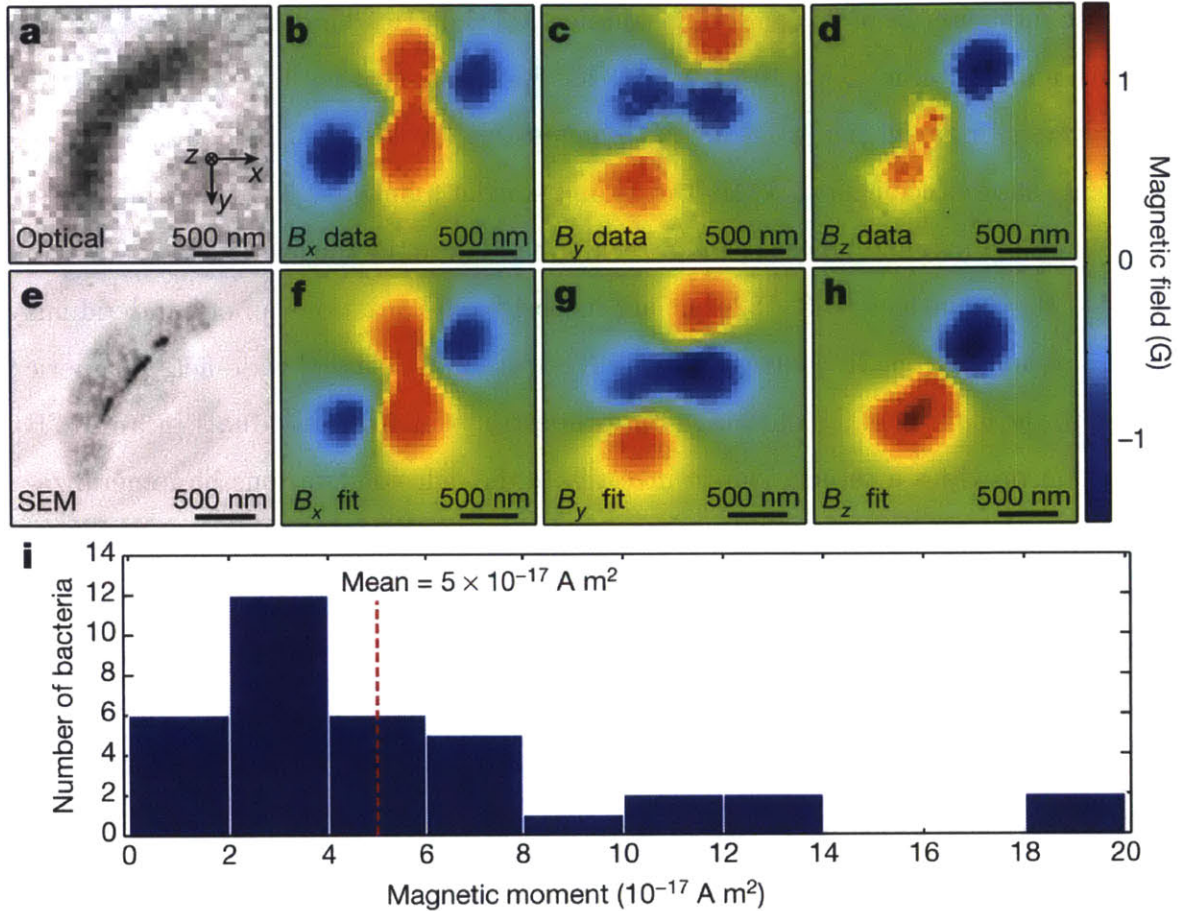 a
b
c
d
z
x
y
Optical
500 nm
Bx data
500 nm
By data
500 nm
Bz data
500 nm
e
f
g
h
SEM
500 nm
Bx fit
500 nm
By fit
500 nm
Bz fit
500 nm
1
0
−1
Magnetic field (G)
i
Mean = 5 × 10⁻¹⁷ A m²
14
12
10
8
6
4
2
0
Number of bacteria
0 2 4 6 8 10 12 14 16 18 20
Magnetic moment (10⁻¹⁷ A m²)